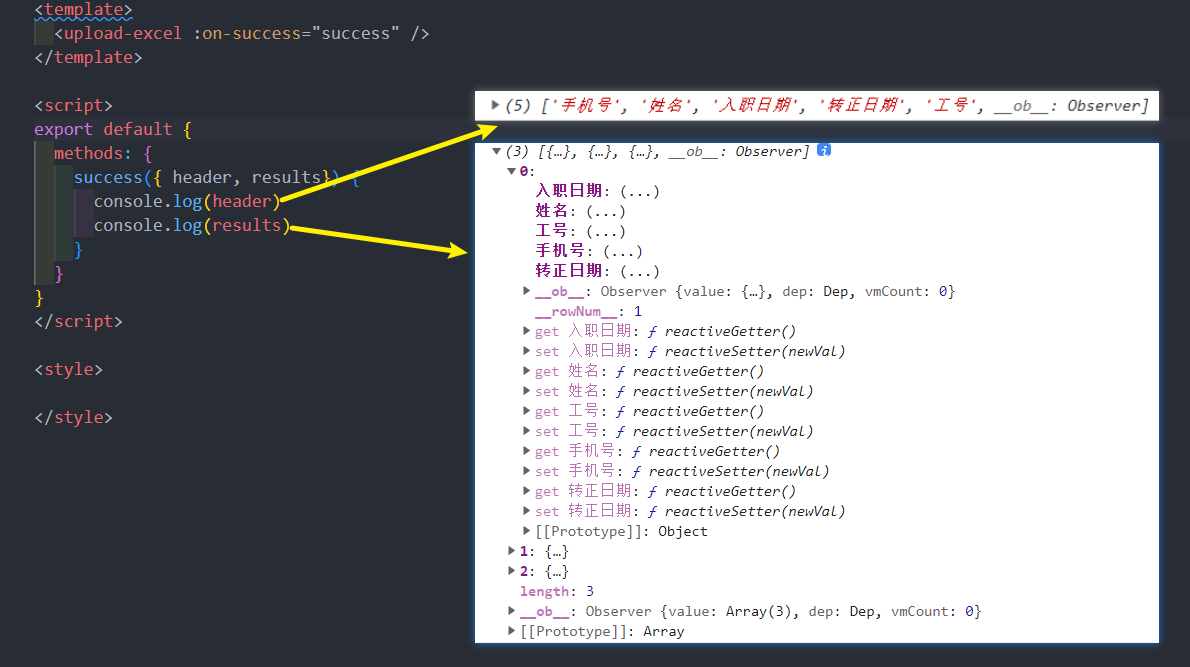 <template>
<upload-excel :on-success="success" />
</template>
<script>
export default {
methods: {
success({ header, results}) {
console.log(header)
console.log(results)
}
}
}
</script>
<style>
</style>
(5) ['手机号', '姓名', '入职日期', '转正日期', '工号', __ob__: Observer]
(3) [{…}, {…}, {…}, __ob__: Observer] i
0:
入职日期: (...)
姓名: (...)
工号: (...)
手机号: (...)
转正日期: (...)
__ob__: Observer {value: {…}, dep: Dep, vmCount: 0}
__rowNum__: 1
get 入职日期: ƒ reactiveGetter()
set 入职日期: ƒ reactiveSetter(newVal)
get 姓名: ƒ reactiveGetter()
set 姓名: ƒ reactiveSetter(newVal)
get 工号: ƒ reactiveGetter()
set 工号: ƒ reactiveSetter(newVal)
get 手机号: ƒ reactiveGetter()
set 手机号: ƒ reactiveSetter(newVal)
get 转正日期: ƒ reactiveGetter()
set 转正日期: ƒ reactiveSetter(newVal)
[[Prototype]]: Object
1: {…}
2: {…}
length: 3
__ob__: Observer {value: Array(3), dep: Dep, vmCount: 0}
[[Prototype]]: Array